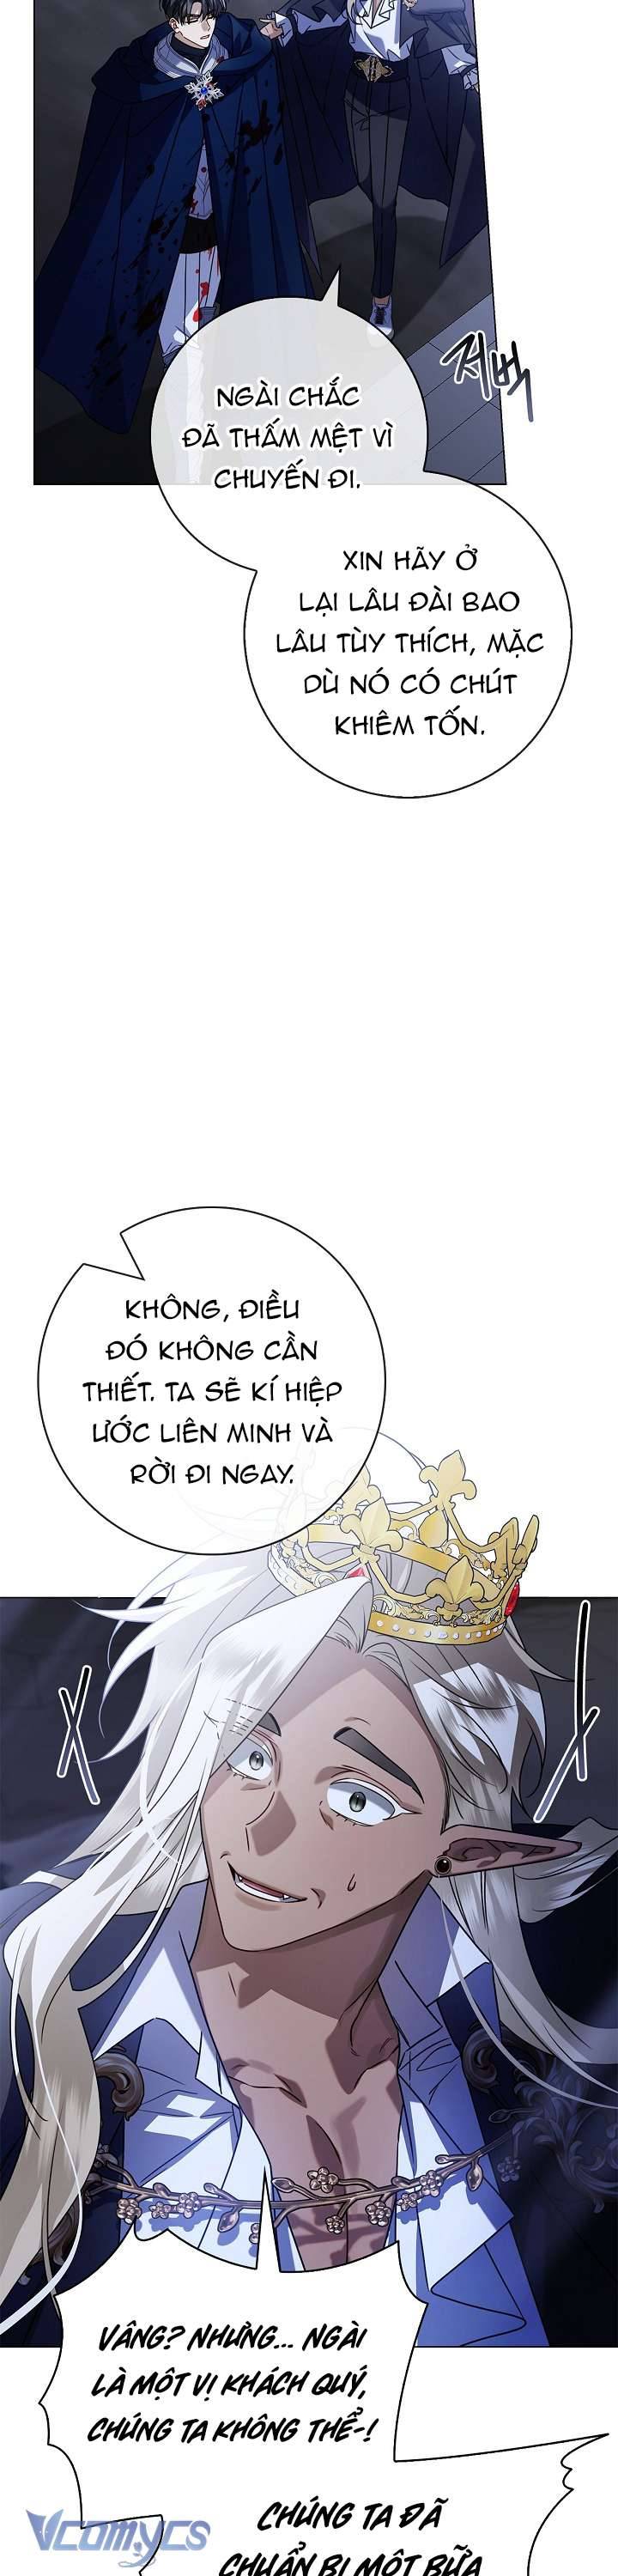 저벅
NGÀI CHẮC
ĐÃ THẤM MỆT VÌ
CHUYẾN ĐI.
XIN HÃY Ở
LẠI LÂU ĐÀI BAO
LÂU TÙY THÍCH, MẶC
DÙ NÓ CÓ CHÚT
KHIÊM TỐN.
KHÔNG, ĐIỀU
ĐÓ KHÔNG CẦN
THIẾT. TA SẼ KÍ HIỆP
ƯỚC LIÊN MINH VÀ
RỜI ĐI NGAY.
VÂNG? NHƯNG... NGÀI
LÀ MỘT VỊ KHÁCH QUÝ,
CHÚNG TA KHÔNG THỂ-!
CHÚNG TA ĐÃ
CHUẨN BỊ MỘT BỮA
VCOMYCS